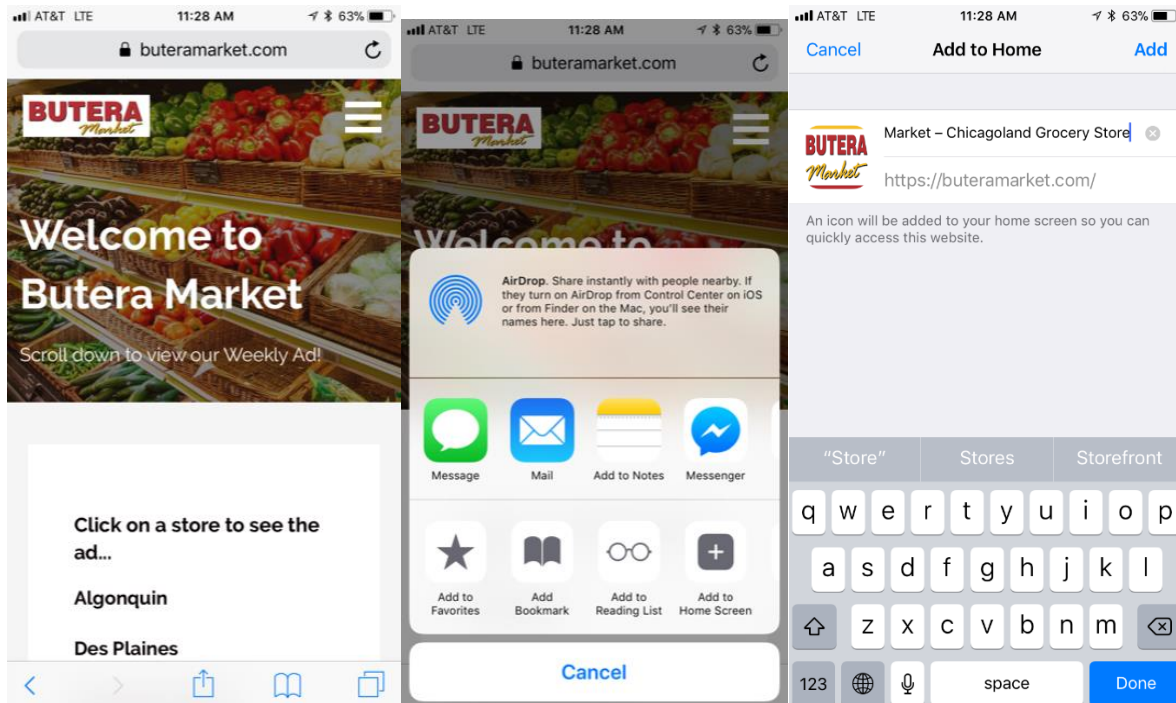 AT&T LTE 11:28 AM 63%
buteramarket.com
BUTERA
Market
Welcome to
Butera Market
Scroll down to view our Weekly Ad!
Click on a store to see the
ad...
Algonquin
Des Plaines
AT&T LTE 11:28 AM 63%
buteramarket.com
BUTERA
Market
Welcome to
AirDrop. Share instantly with people nearby. If
they turn on AirDrop from Control Center on iOS
or from Finder on the Mac, you'll see their
names here. Just tap to share.
Message Mail Add to Notes Messenger
Add to Add Add to Add to
Favorites Bookmark Reading List Home Screen
Cancel
AT&T LTE 11:28 AM 63%
Cancel Add to Home Add
BUTERA
Market
Market – Chicagoland Grocery Store
https://buteramarket.com/
An icon will be added to your home screen so you can
quickly access this website.
“Store” Stores Storefront
q w e r t y u i o p
a s d f g h j k l
z x c v b n m
123 space Done